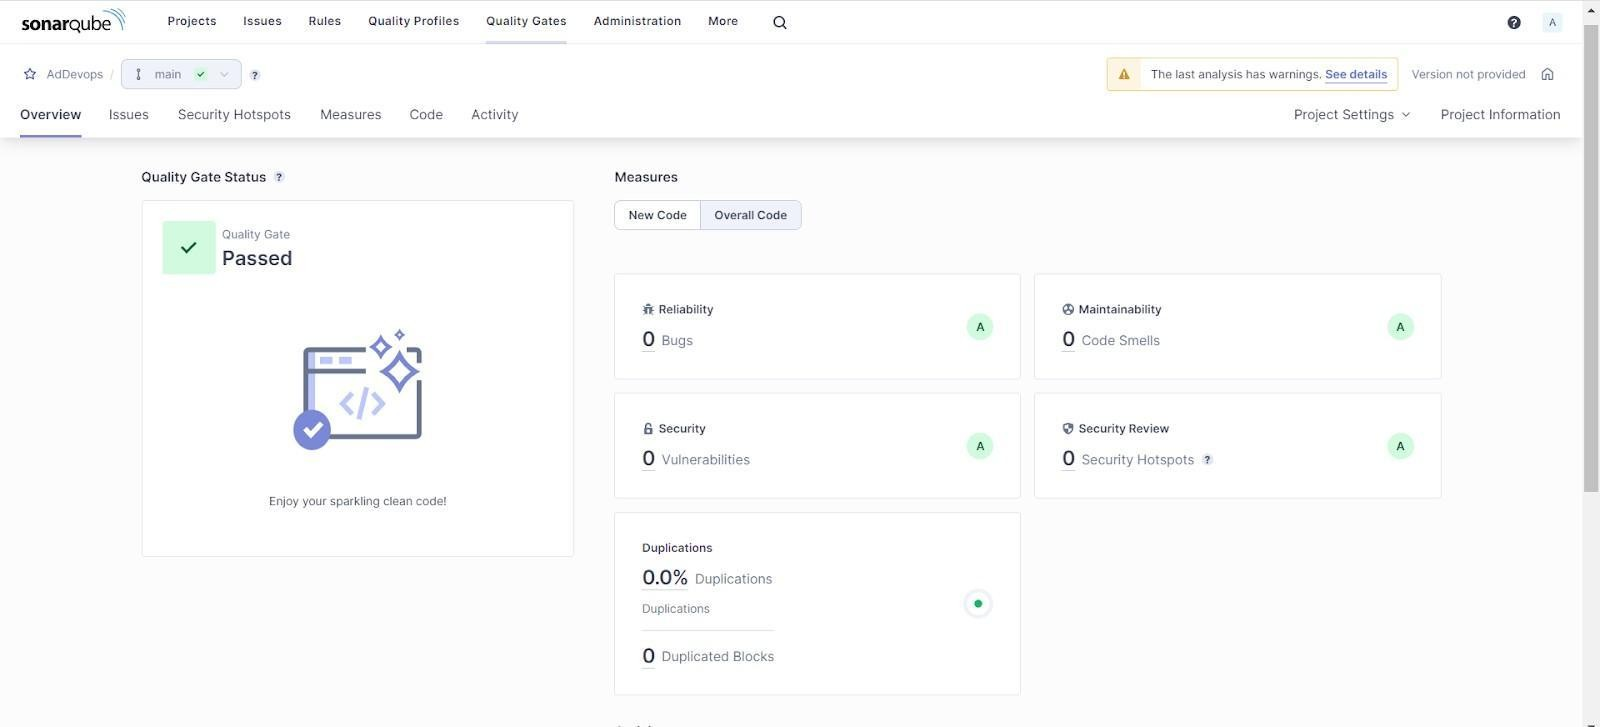 sonarqube Projects Issues Rules Quality Profiles Quality Gates Administration More ? A
AdDevops / main ? The last analysis has warnings. See details Version not provided
Overview Issues Security Hotspots Measures Code Activity Project Settings Project Information
Quality Gate Status ?
Quality Gate
Passed
</>
Enjoy your sparkling clean code!
Measures
New Code Overall Code
Reliability
0 Bugs A
Maintainability
0 Code Smells A
Security
0 Vulnerabilities A
Security Review
0 Security Hotspots ? A
Duplications
0.0% Duplications
Duplications
0 Duplicated Blocks